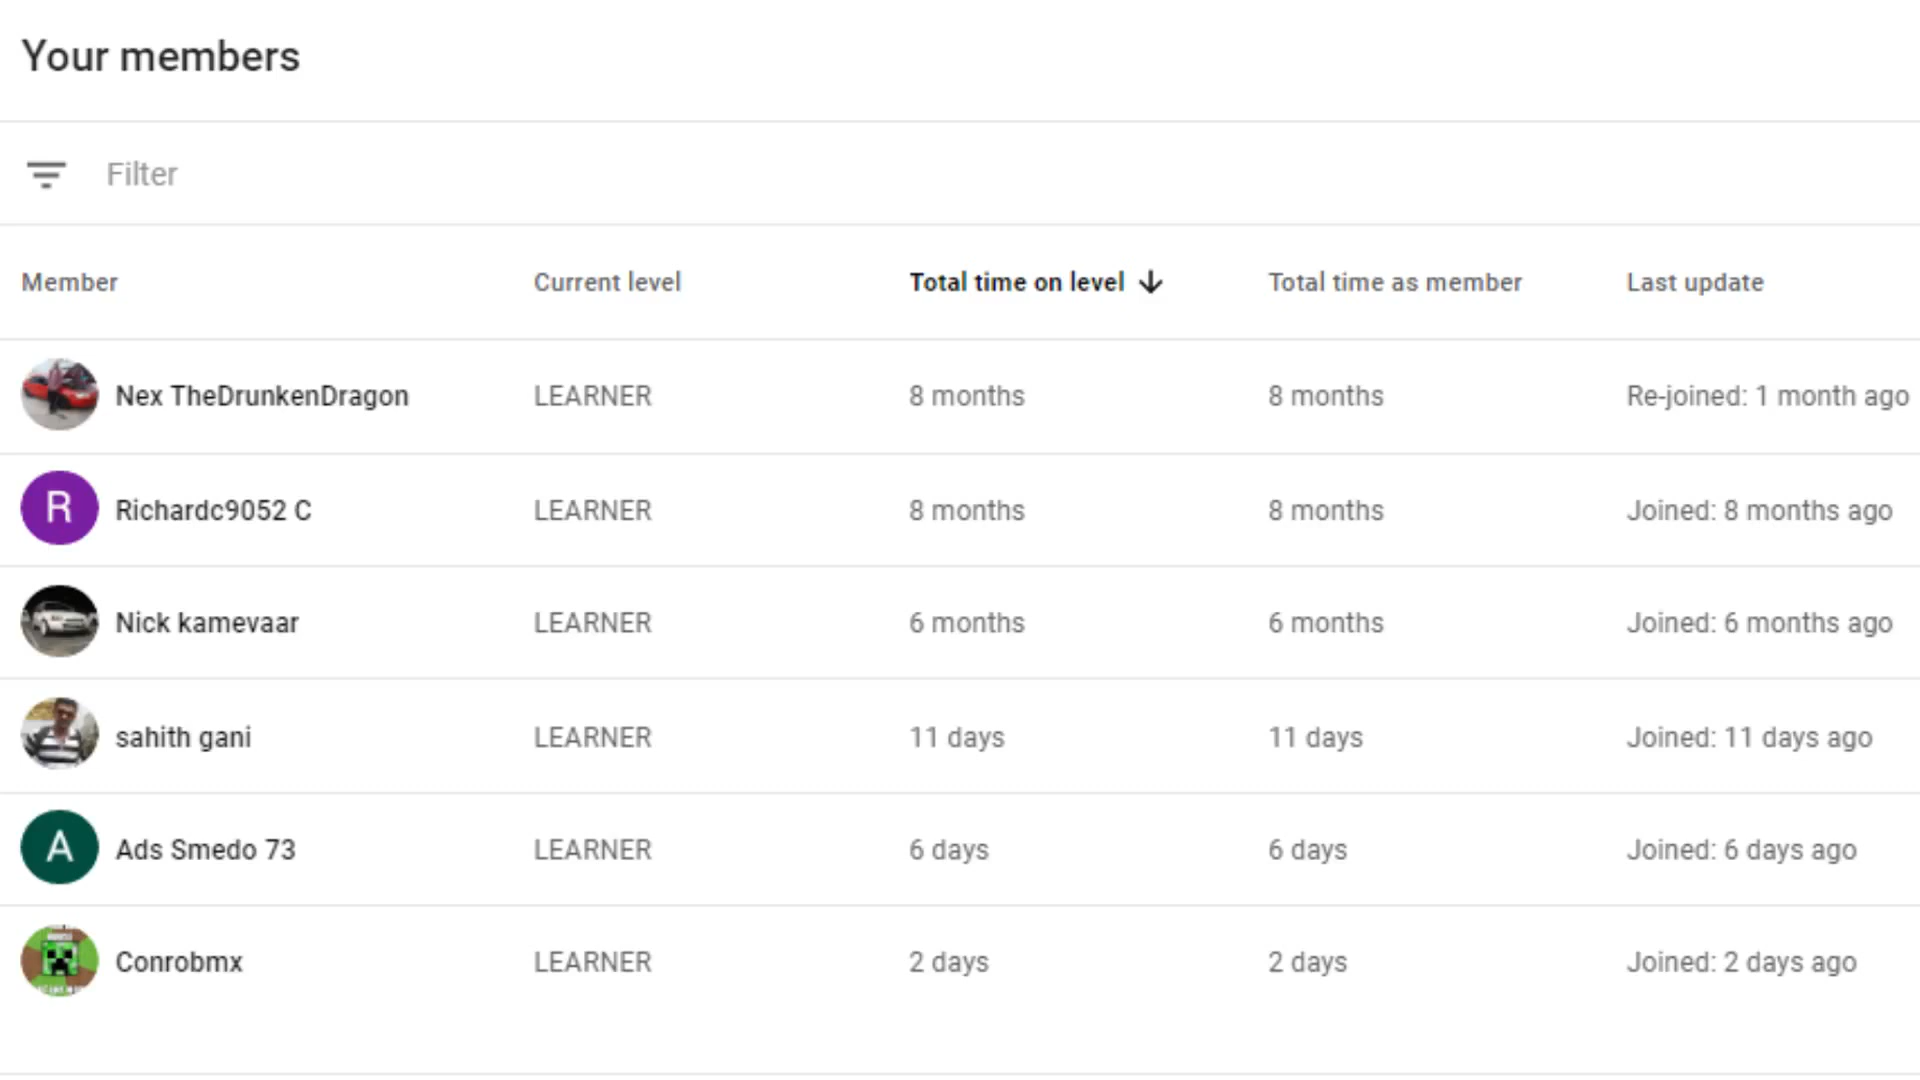 Your members
Filter
Member Current level Total time on level Total time as member Last update
Nex TheDrunkenDragon LEARNER 8 months 8 months Re-joined: 1 month ago
R Richardc9052 C LEARNER 8 months 8 months Joined: 8 months ago
Nick kamevaar LEARNER 6 months 6 months Joined: 6 months ago
sahith gani LEARNER 11 days 11 days Joined: 11 days ago
A Ads Smedo 73 LEARNER 6 days 6 days Joined: 6 days ago
Conrobmx LEARNER 2 days 2 days Joined: 2 days ago